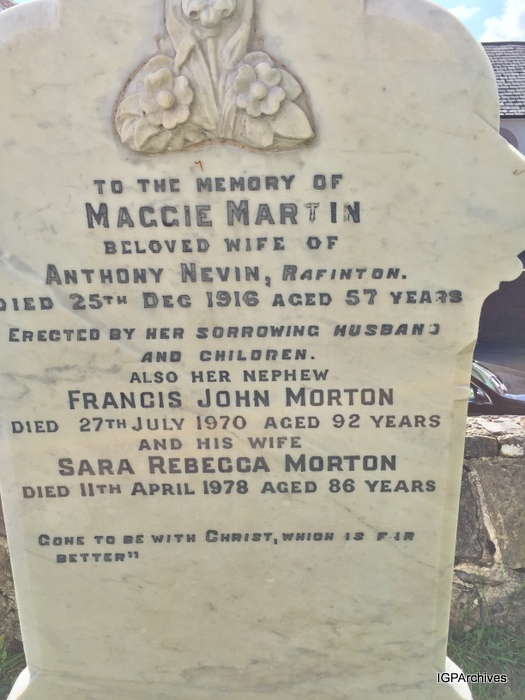 TO THE MEMORY OF
MAGGIE MARTIN
BELOVED WIFE OF
ANTHONY NEVIN, RAFINTON.
DIED 25TH DEC 1916 AGED 57 YEARS
ERECTED BY HER SORROWING HUSBAND
AND CHILDREN.
ALSO HER NEPHEW
FRANCIS JOHN MORTON
DIED 27TH JULY 1970 AGED 92 YEARS
AND HIS WIFE
SARA REBECCA MORTON
DIED 11TH APRIL 1978 AGED 86 YEARS
GONE TO BE WITH CHRIST, WHICH IS FAR
BETTER"
IGPArchives